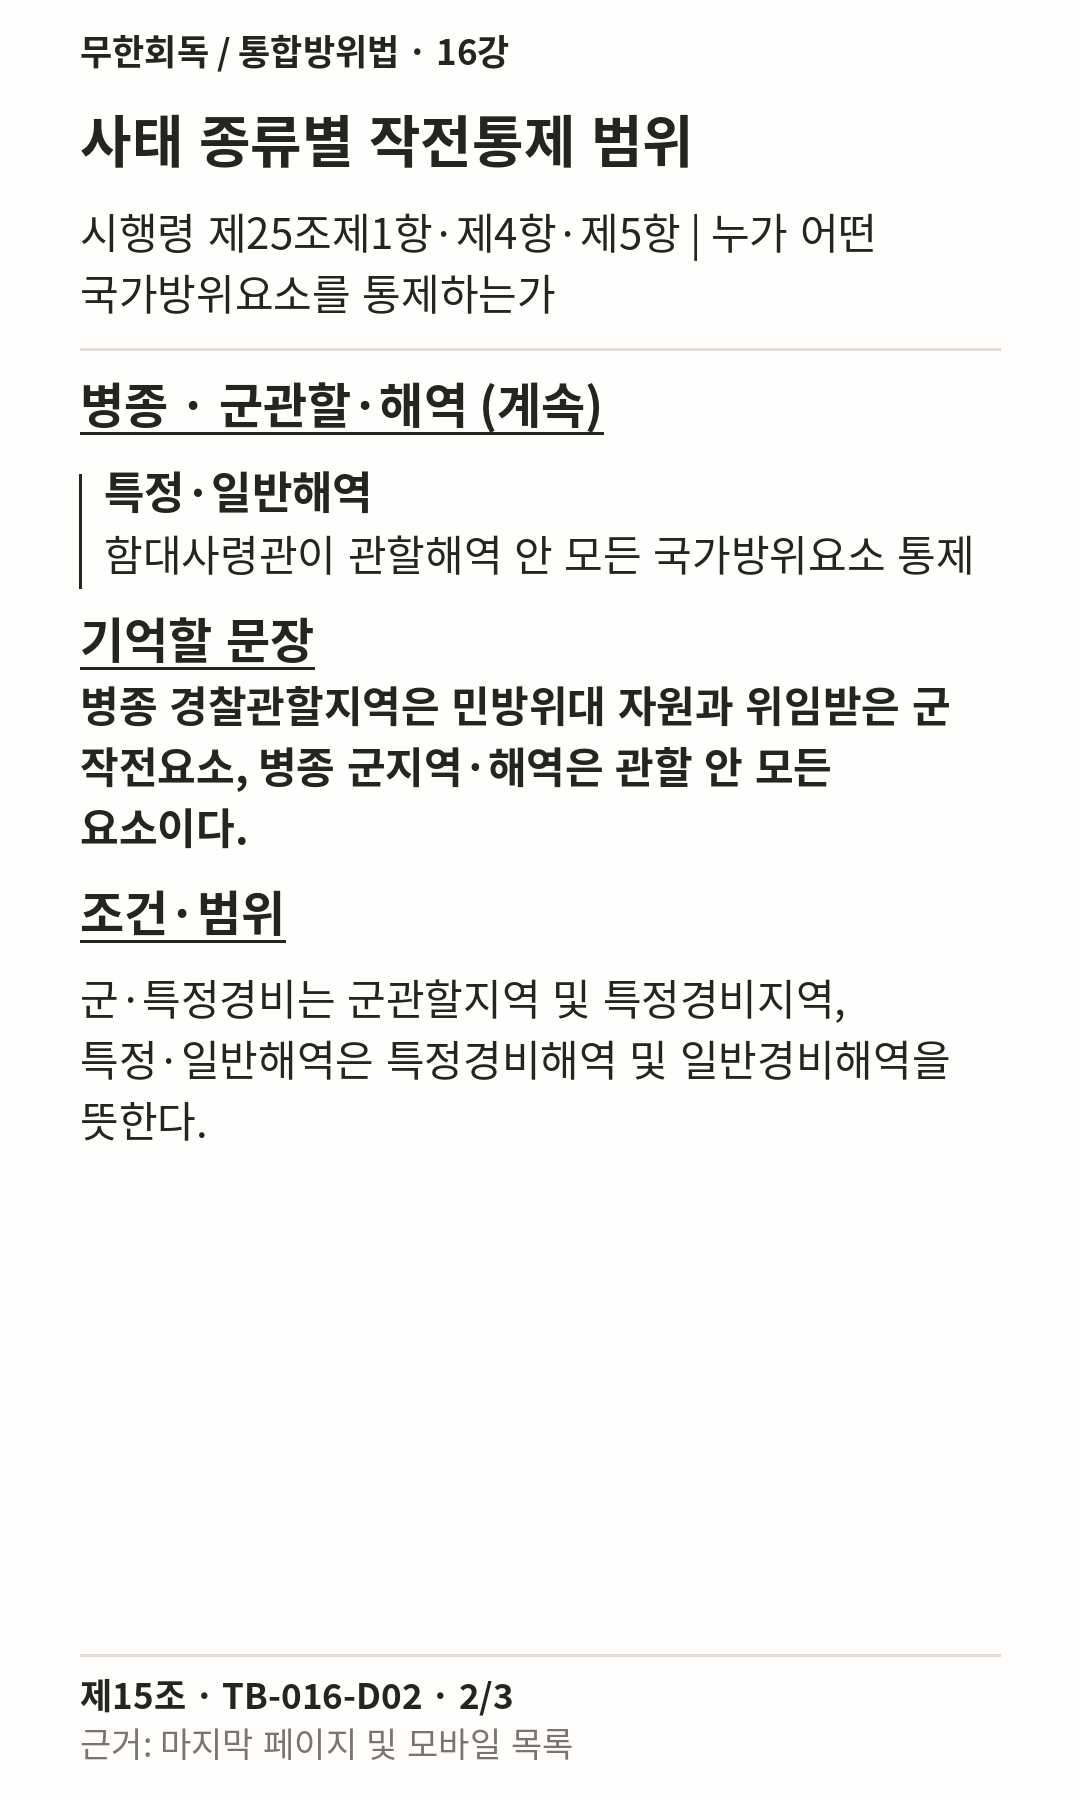 무한회독 / 통합방위법 · 16강
사태 종류별 작전통제 범위
시행령 제25조제1항·제4항·제5항 | 누가 어떤
국가방위요소를 통제하는가
병종 · 군관할·해역 (계속)
특정·일반해역
함대사령관이 관할해역 안 모든 국가방위요소 통제
기억할 문장
병종 경찰관할지역은 민방위대 자원과 위임받은 군
작전요소, 병종 군지역·해역은 관할 안 모든
요소이다.
조건·범위
군·특정경비는 군관할지역 및 특정경비지역,
특정·일반해역은 특정경비해역 및 일반경비해역을
뜻한다.
제15조 · TB-016-D02 · 2/3
근거: 마지막 페이지 및 모바일 목록